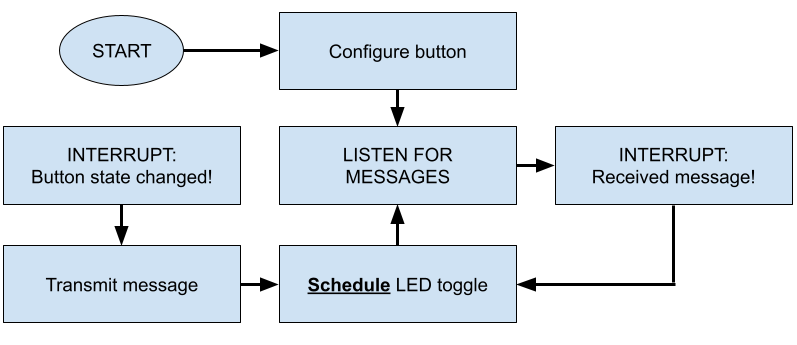 START
Configure button
INTERRUPT:
Button state changed!
LISTEN FOR
MESSAGES
INTERRUPT:
Received message!
Transmit message
Schedule LED toggle